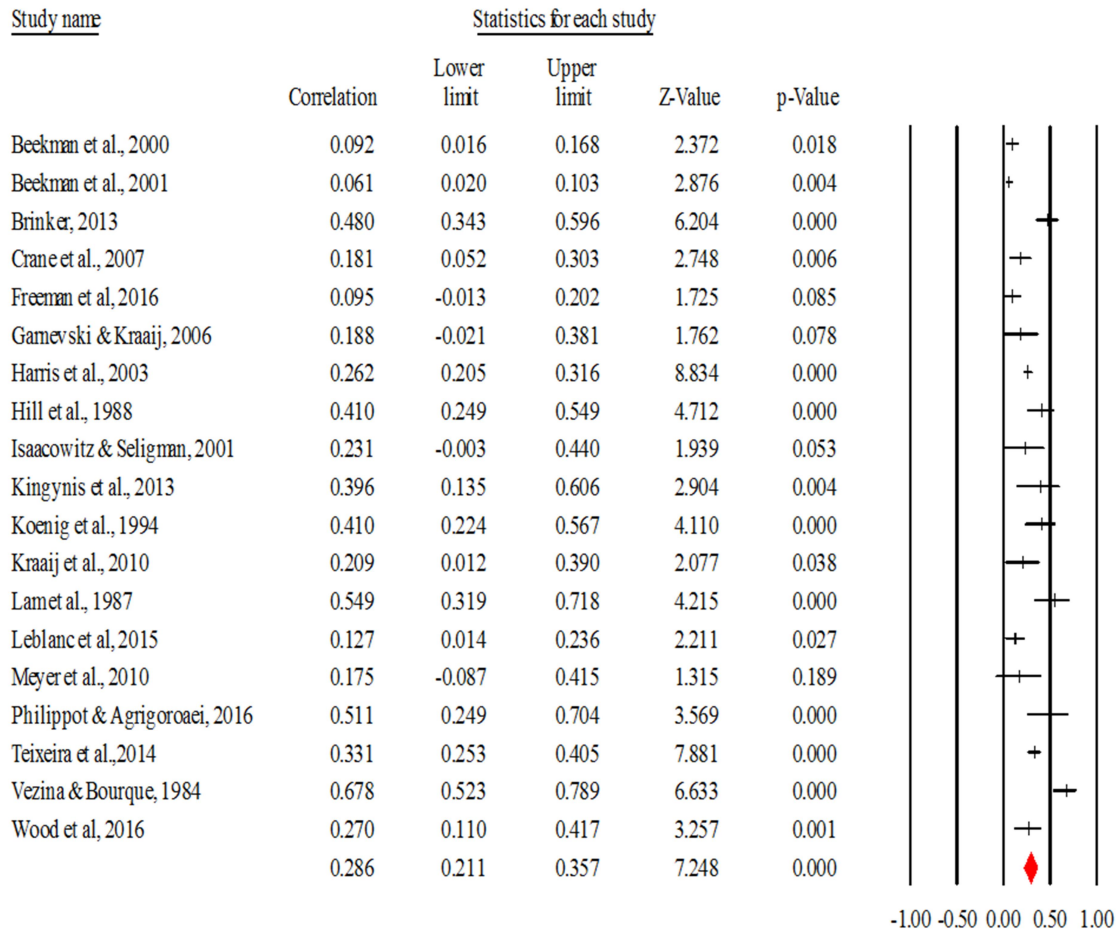 Study name Statistics for each study
Lower Upper
Correlation limit limit Z-Value p-Value
Beekman et al., 2000 0.092 0.016 0.168 2.372 0.018
Beekman et al., 2001 0.061 0.020 0.103 2.876 0.004
Brinker, 2013 0.480 0.343 0.596 6.204 0.000
Crane et al., 2007 0.181 0.052 0.303 2.748 0.006
Freeman et al, 2016 0.095 -0.013 0.202 1.725 0.085
Garnevski & Kraaij, 2006 0.188 -0.021 0.381 1.762 0.078
Harris et al., 2003 0.262 0.205 0.316 8.834 0.000
Hill et al., 1988 0.410 0.249 0.549 4.712 0.000
Isaacowitz & Seligman, 2001 0.231 -0.003 0.440 1.939 0.053
Kingynis et al., 2013 0.396 0.135 0.606 2.904 0.004
Koenig et al., 1994 0.410 0.224 0.567 4.110 0.000
Kraaij et al., 2010 0.209 0.012 0.390 2.077 0.038
Lam et al., 1987 0.549 0.319 0.718 4.215 0.000
Leblanc et al, 2015 0.127 0.014 0.236 2.211 0.027
Meyer et al., 2010 0.175 -0.087 0.415 1.315 0.189
Philippot & Agrigoroaei, 2016 0.511 0.249 0.704 3.569 0.000
Teixeira et al.,2014 0.331 0.253 0.405 7.881 0.000
Vezina & Bourque, 1984 0.678 0.523 0.789 6.633 0.000
Wood et al, 2016 0.270 0.110 0.417 3.257 0.001
0.286 0.211 0.357 7.248 0.000
-1.00 -0.50 0.00 0.50 1.00